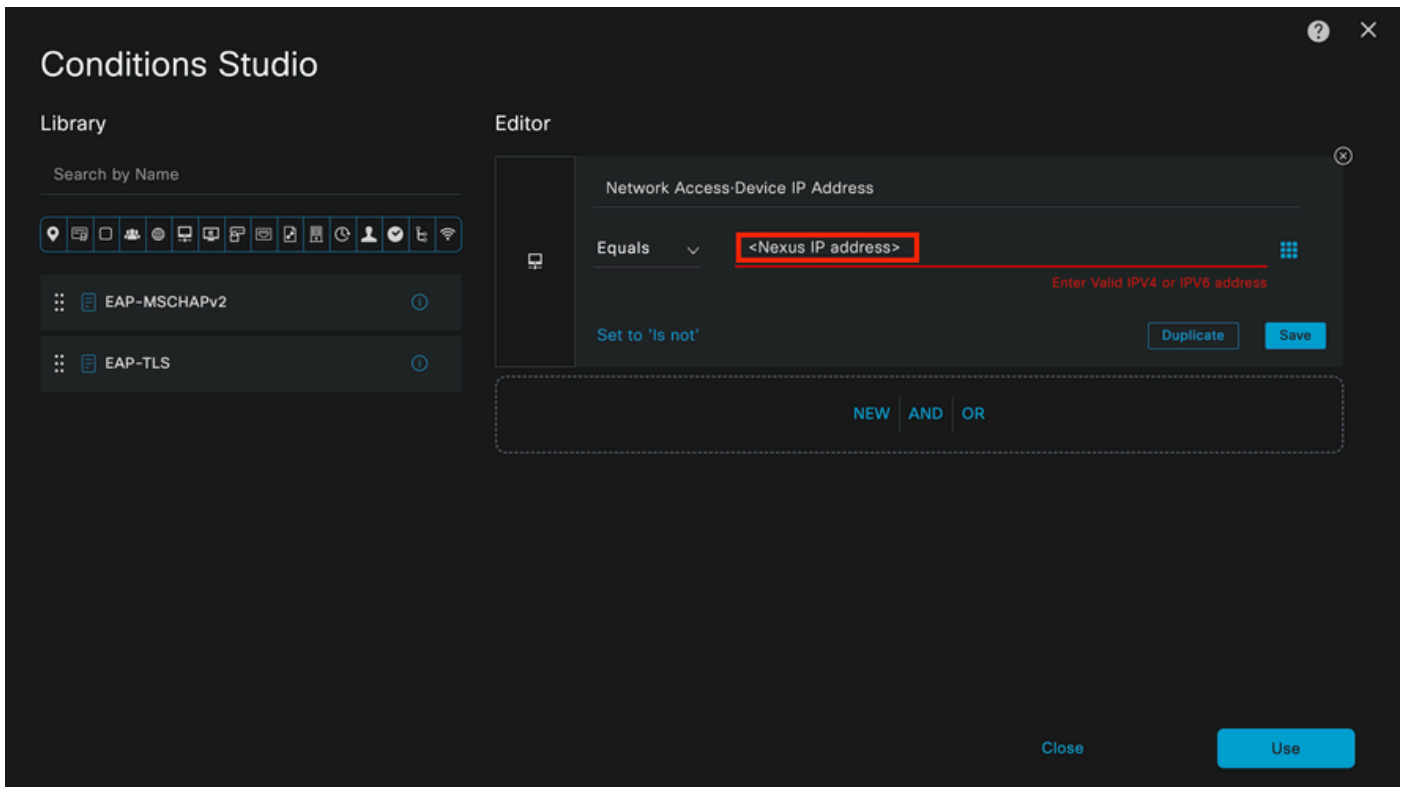 Conditions Studio
Library
Search by Name
EAP-MSCHAPv2
EAP-TLS
Editor
Network Access·Device IP Address
Equals
<Nexus IP address>
Enter Valid IPV4 or IPV6 address
Set to 'Is not'
Duplicate
Save
NEW AND OR
Close
Use